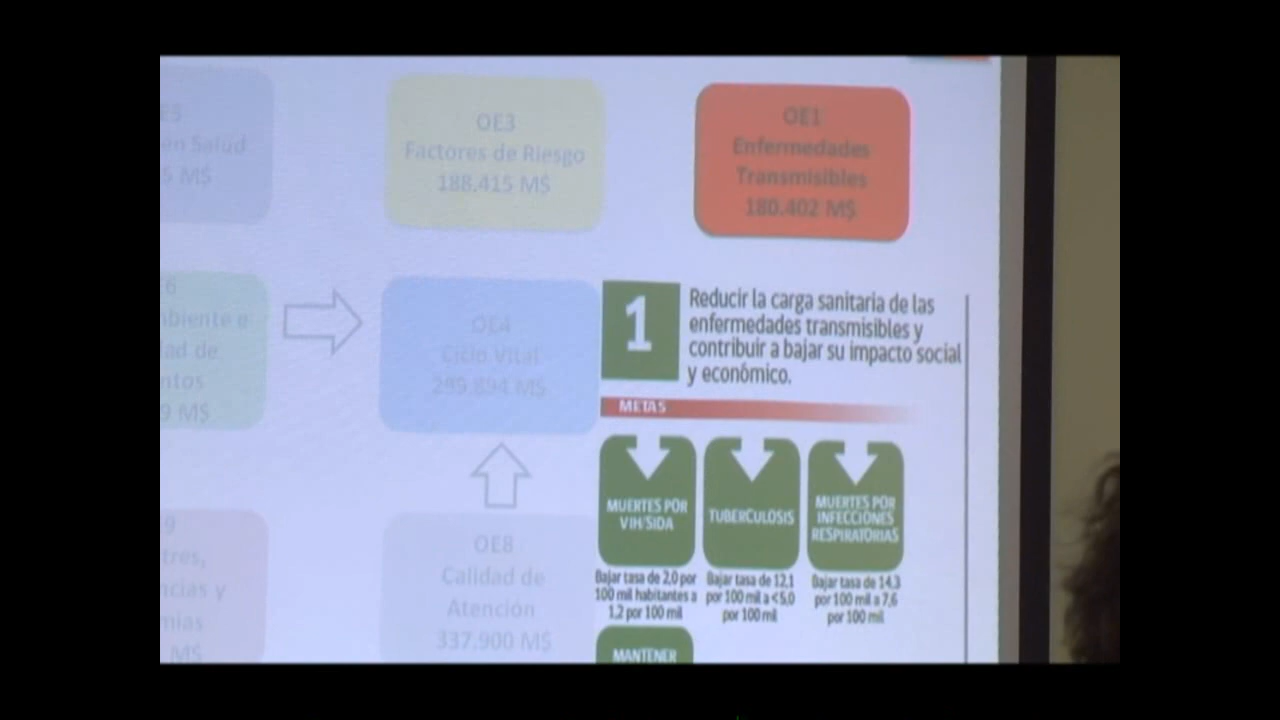 Salud
M$
OE3
Factores de Riesgo
188.415 M$
OE1
Enfermedades
Transmisibles
180.402 M$
de
M$
OE4
Ciclo Vital
299.894 M$
1
Reducir la carga sanitaria de las
enfermedades transmisibles y
contribuir a bajar su impacto social
y económico.
METAS
MUERTES POR
VIH/SIDA
TUBERCULOSIS
MUERTES POR
INFECCIONES
RESPIRATORIAS
Bajar tasa de 2,0 por
100 mil habitantes a
1,2 por 100 mil
Bajar tasa de 12,1
por 100 mil a <5,0
por 100 mil
Bajar tasa de 14,3
por 100 mil a 7,6
por 100 mil
MANTENER
y
M$
OE8
Calidad de
Atención
337.900 M$